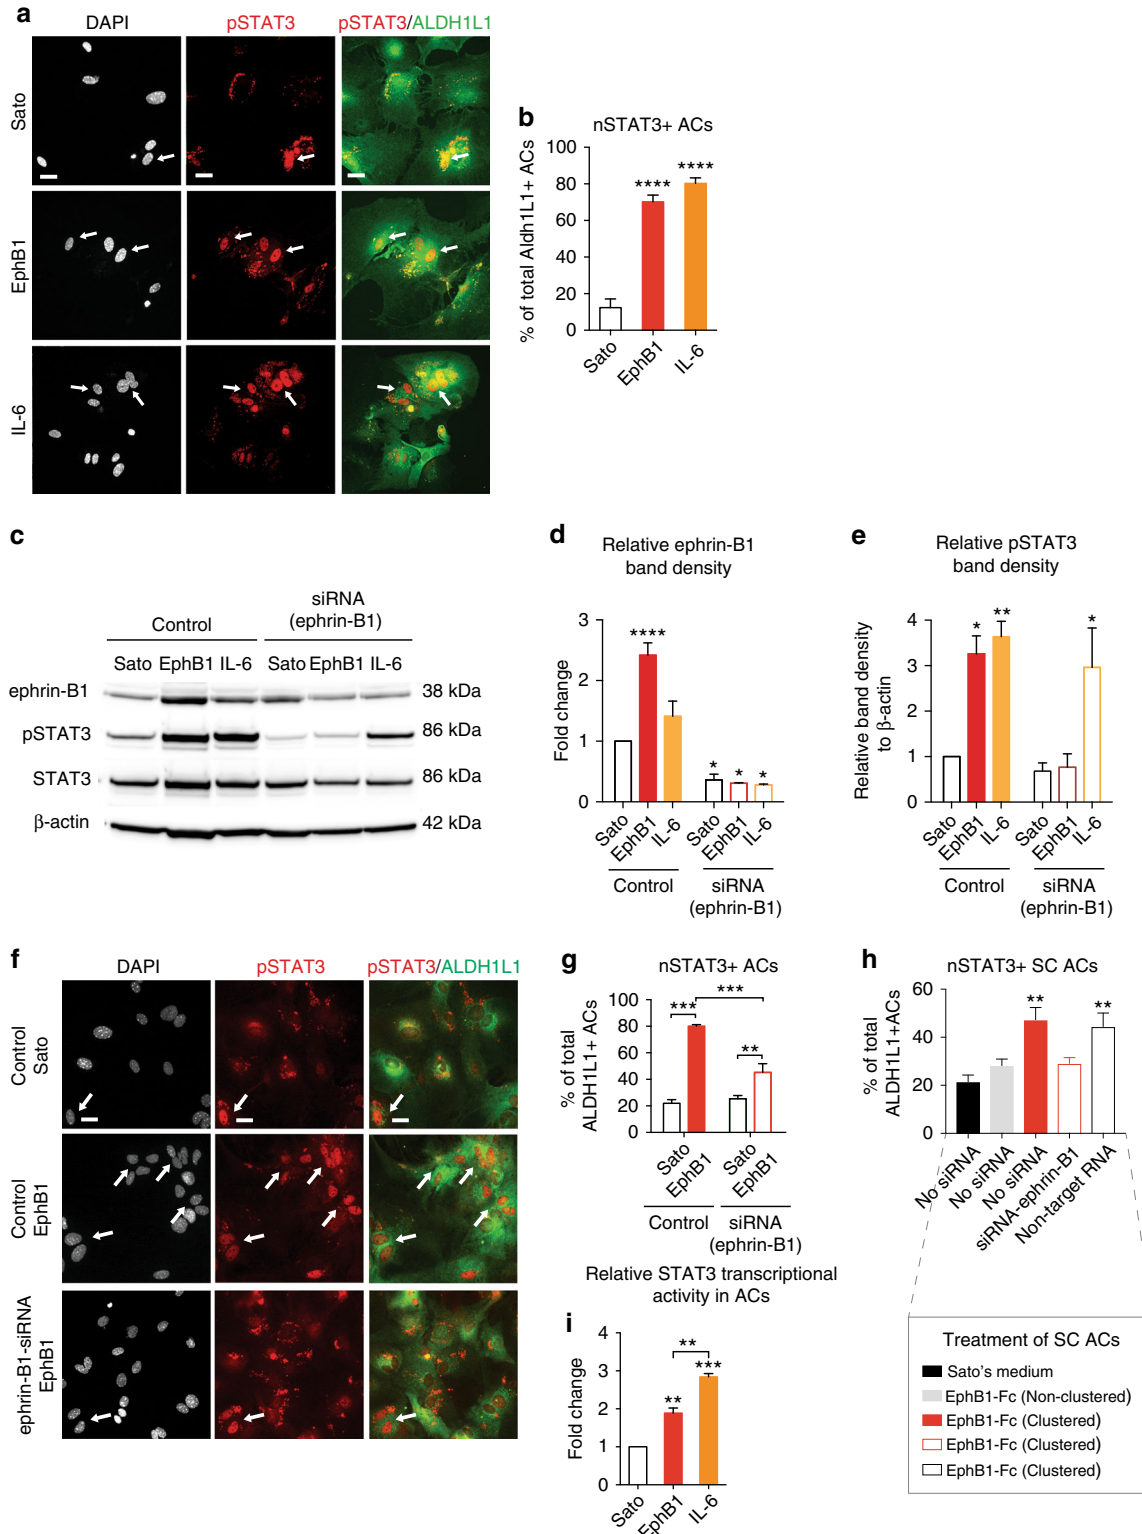 a
DAPI
pSTAT3
pSTAT3/ALDH1L1
Sato
EphB1
IL-6
b
nSTAT3+ ACs
% of total Aldh1L1+ ACs
100
80
60
40
20
0
****
****
Sato
EphB1
IL-6
c
Control
siRNA
(ephrin-B1)
Sato EphB1 IL-6 Sato EphB1 IL-6
ephrin-B1
38 kDa
pSTAT3
86 kDa
STAT3
86 kDa
β-actin
42 kDa
d
Relative ephrin-B1
band density
Fold change
3
2
1
0
****
*
*
*
Sato
EphB1
IL-6
Sato
EphB1
IL-6
Control
siRNA
(ephrin-B1)
e
Relative pSTAT3
band density
Relative band density
to β-actin
4
3
2
1
0
*
**
*
Sato
EphB1
IL-6
Sato
EphB1
IL-6
Control
siRNA
(ephrin-B1)
f
DAPI
pSTAT3
pSTAT3/ALDH1L1
Control
Sato
Control
EphB1
ephrin-B1-siRNA
EphB1
g
nSTAT3+ ACs
% of total
ALDH1L1+ ACs
100
80
60
40
20
0
***
***
**
Sato
EphB1
Sato
EphB1
Control
siRNA
(ephrin-B1)
h
nSTAT3+ SC ACs
% of total
ALDH1L1+ACs
60
40
20
0
**
**
No siRNA
No siRNA
No siRNA
siRNA-ephrin-B1
Non-target RNA
Treatment of SC ACs
Sato's medium
EphB1-Fc (Non-clustered)
EphB1-Fc (Clustered)
EphB1-Fc (Clustered)
EphB1-Fc (Clustered)
i
Relative STAT3 transcriptional
activity in ACs
Fold change
4
3
2
1
0
**
**
***
Sato
EphB1
IL-6